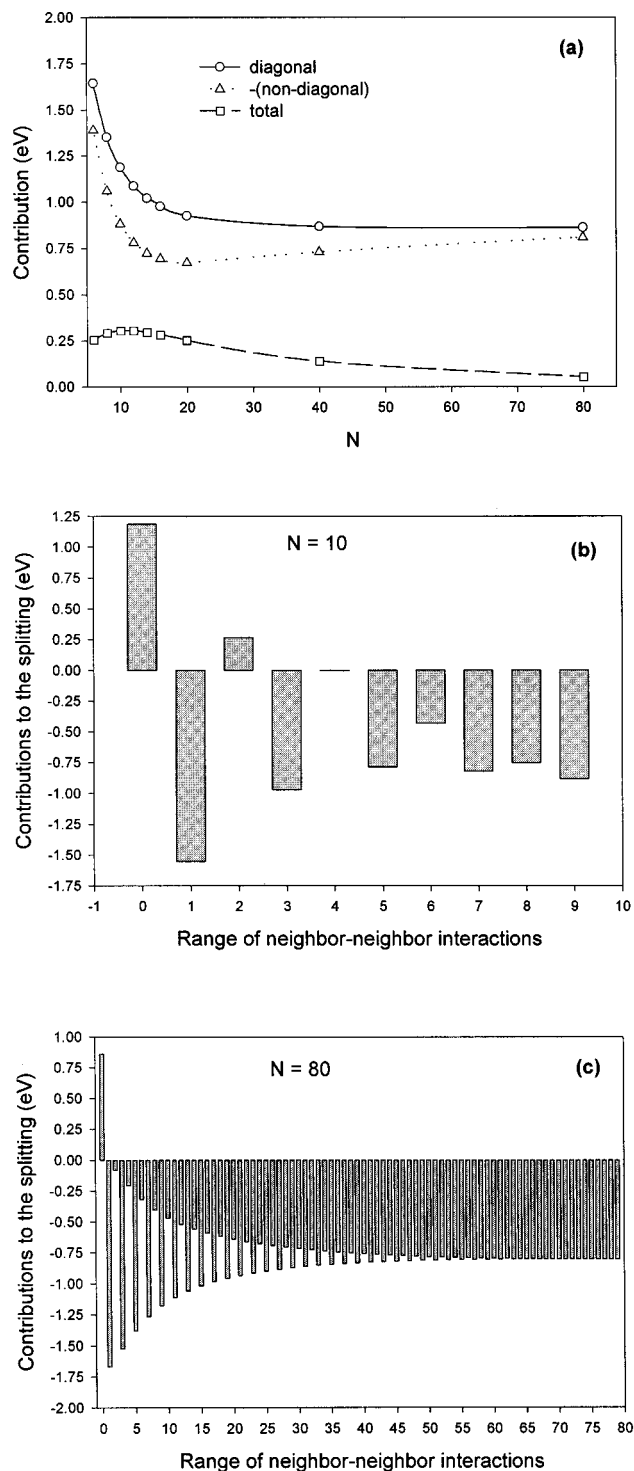 2.00
(a)
1.75
diagonal
-(non-diagonal)
1.50
total
1.25
1.00
0.75
0.50
0.25
0.00
Contribution (eV)
10 20 30 40 50 60 70 80
N
1.25
N = 10
(b)
1.00
0.75
0.50
0.25
0.00
-0.25
-0.50
-0.75
-1.00
-1.25
-1.50
-1.75
Contributions to the splitting (eV)
-1 0 1 2 3 4 5 6 7 8 9 10
Range of neighbor-neighbor interactions
1.00
N = 80
(c)
0.75
0.50
0.25
0.00
-0.25
-0.50
-0.75
-1.00
-1.25
-1.50
-1.75
-2.00
Contributions to the splitting (eV)
0 5 10 15 20 25 30 35 40 45 50 55 60 65 70 75 80
Range of neighbor-neighbor interactions